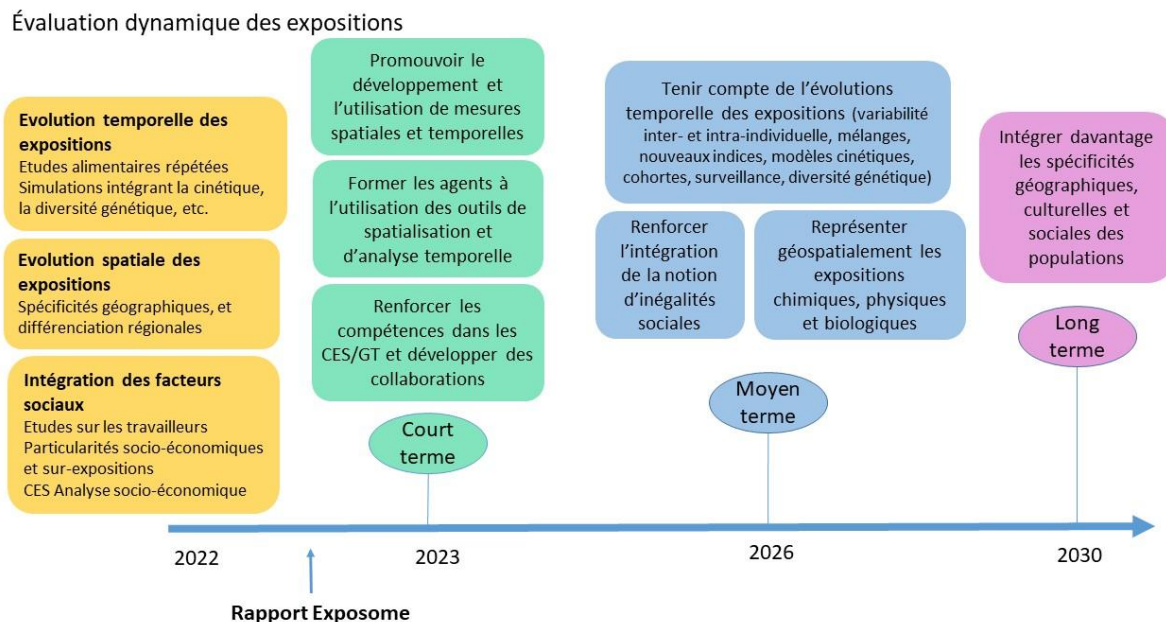 Évaluation dynamique des expositions
Evolution temporelle des
expositions
Etudes alimentaires répétées
Simulations intégrant la cinétique,
la diversité génétique, etc.
Evolution spatiale des
expositions
Spécificités géographiques, et
différenciation régionales
Intégration des facteurs
sociaux
Etudes sur les travailleurs
Particularités socio-économiques
et sur-expositions
CES Analyse socio-économique
Promouvoir le
développement et
l’utilisation de mesures
spatiales et temporelles
Former les agents à
l’utilisation des outils de
spatialisation et
d’analyse temporelle
Renforcer les
compétences dans les
CES/GT et développer des
collaborations
Court
terme
Tenir compte de l’évolutions
temporelle des expositions (variabilité
inter- et intra-individuelle, mélanges,
nouveaux indices, modèles cinétiques,
cohortes, surveillance, diversité génétique)
Renforcer
l’intégration
de la notion
d’inégalités
sociales
Représenter
géospatialement les
expositions
chimiques, physiques
et biologiques
Moyen
terme
Intégrer davantage
les spécificités
géographiques,
culturelles et
sociales des
populations
Long
terme
2022
2023
2026
2030
Rapport Exposome